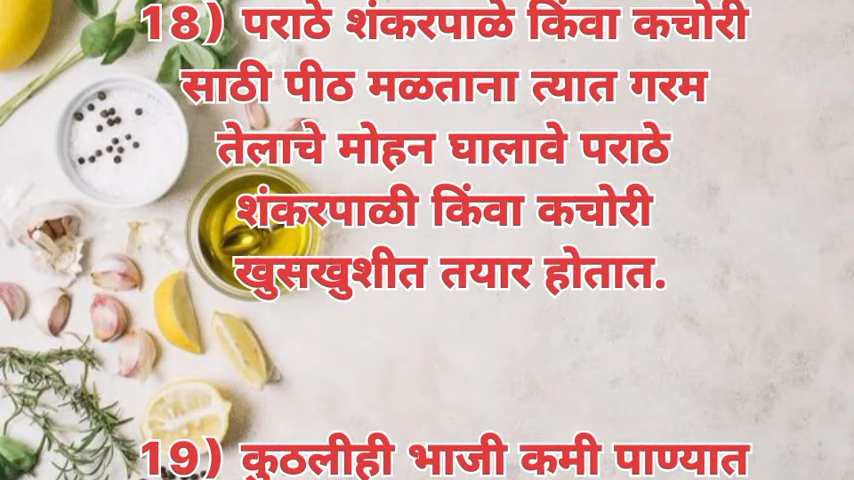 18) पराठे शंकरपाळे किंवा कचोरी
साठी पीठ मळताना त्यात गरम
तेलाचे मोहन घालावे पराठे
शंकरपाळी किंवा कचोरी
खुसखुशीत तयार होतात.
19) कुठलीही भाजी कमी पाण्यात